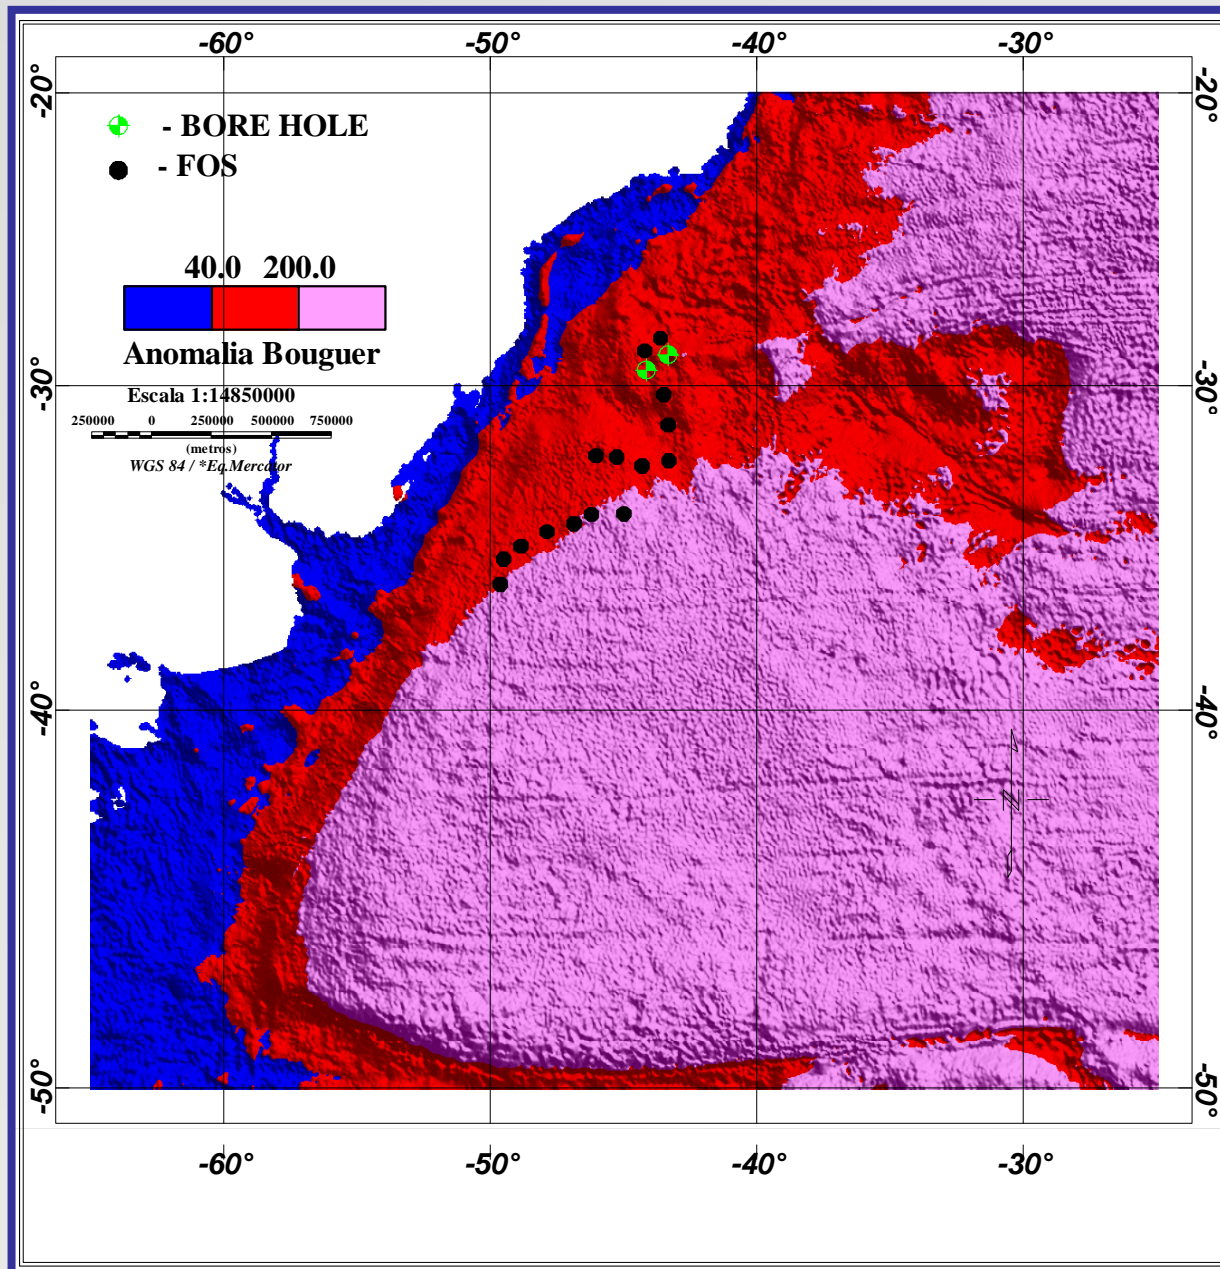 -60° -50° -40° -30°
-20° -20°
- BORE HOLE
- FOS
40.0 200.0
Anomalia Bouguer
Escala 1:14850000
250000 0 250000 500000 750000
(metros)
WGS 84 / *Eq.Mercator
-30° -30°
-40° -40°
N
-50° -50°
-60° -50° -40° -30°